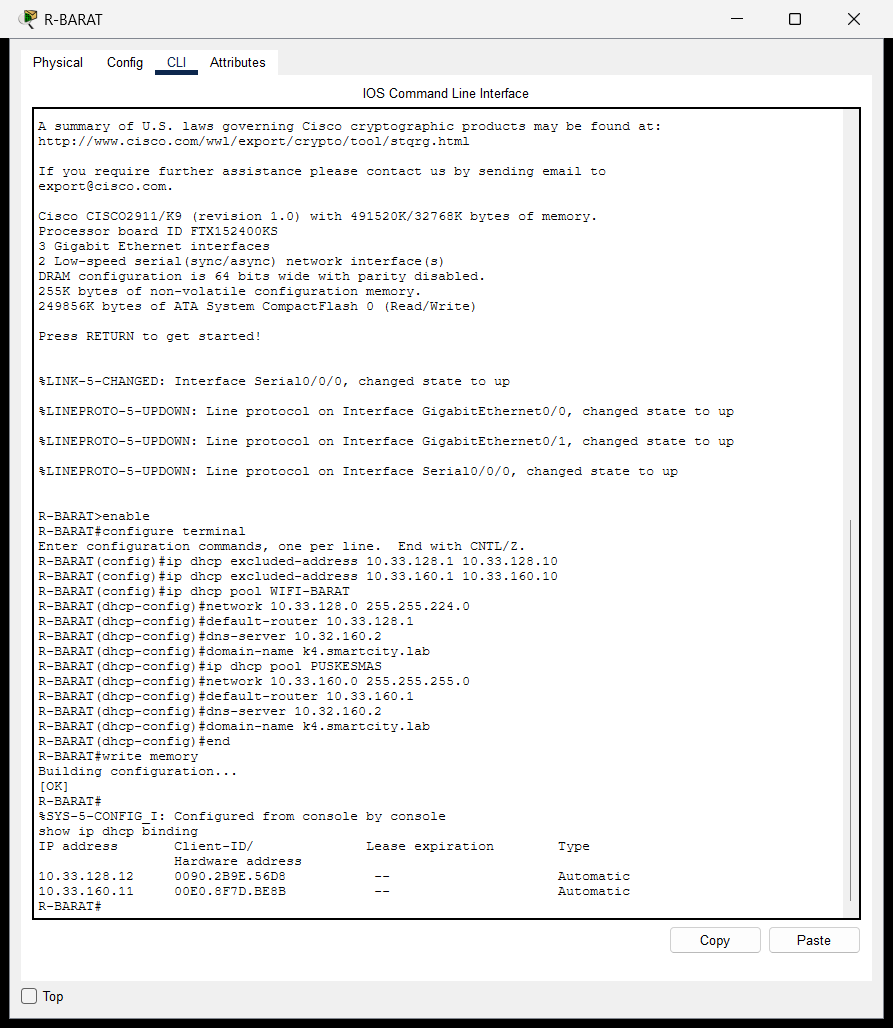 R-BARAT
Physical Config CLI Attributes
IOS Command Line Interface
A summary of U.S. laws governing Cisco cryptographic products may be found at:
http://www.cisco.com/wwl/export/crypto/tool/stqrg.html
If you require further assistance please contact us by sending email to
export@cisco.com.
Cisco CISCO2911/K9 (revision 1.0) with 491520K/32768K bytes of memory.
Processor board ID FTX152400KS
3 Gigabit Ethernet interfaces
2 Low-speed serial(sync/async) network interface(s)
DRAM configuration is 64 bits wide with parity disabled.
255K bytes of non-volatile configuration memory.
249856K bytes of ATA System CompactFlash 0 (Read/Write)
Press RETURN to get started!
%LINK-5-CHANGED: Interface Serial0/0/0, changed state to up
%LINEPROTO-5-UPDOWN: Line protocol on Interface GigabitEthernet0/0, changed state to up
%LINEPROTO-5-UPDOWN: Line protocol on Interface GigabitEthernet0/1, changed state to up
%LINEPROTO-5-UPDOWN: Line protocol on Interface Serial0/0/0, changed state to up
R-BARAT>enable
R-BARAT#configure terminal
Enter configuration commands, one per line.  End with CNTL/Z.
R-BARAT(config)#ip dhcp excluded-address 10.33.128.1 10.33.128.10
R-BARAT(config)#ip dhcp excluded-address 10.33.160.1 10.33.160.10
R-BARAT(config)#ip dhcp pool WIFI-BARAT
R-BARAT(dhcp-config)#network 10.33.128.0 255.255.224.0
R-BARAT(dhcp-config)#default-router 10.33.128.1
R-BARAT(dhcp-config)#dns-server 10.32.160.2
R-BARAT(dhcp-config)#domain-name k4.smartcity.lab
R-BARAT(dhcp-config)#ip dhcp pool PUSKESMAS
R-BARAT(dhcp-config)#network 10.33.160.0 255.255.255.0
R-BARAT(dhcp-config)#default-router 10.33.160.1
R-BARAT(dhcp-config)#dns-server 10.32.160.2
R-BARAT(dhcp-config)#domain-name k4.smartcity.lab
R-BARAT(dhcp-config)#end
R-BARAT#write memory
Building configuration...
[OK]
R-BARAT#
%SYS-5-CONFIG_I: Configured from console by console
show ip dhcp binding
IP address Client-ID/ Lease expiration Type
Hardware address
10.33.128.12 0090.2B9E.56D8 -- Automatic
10.33.160.11 00E0.8F7D.BE8B -- Automatic
R-BARAT#
Copy Paste
Top